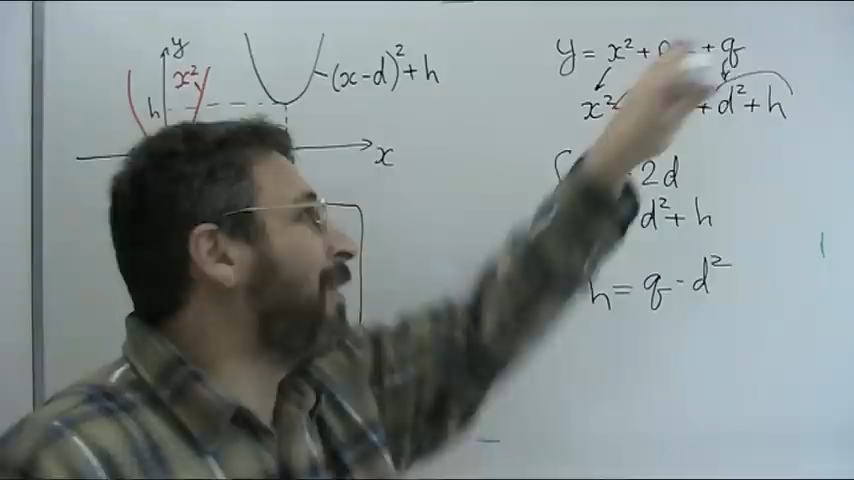 y
x²
h
(x-d)²+h
x
y = x² + + q
x² + d² + h
2d
d² + h
h = q - d²